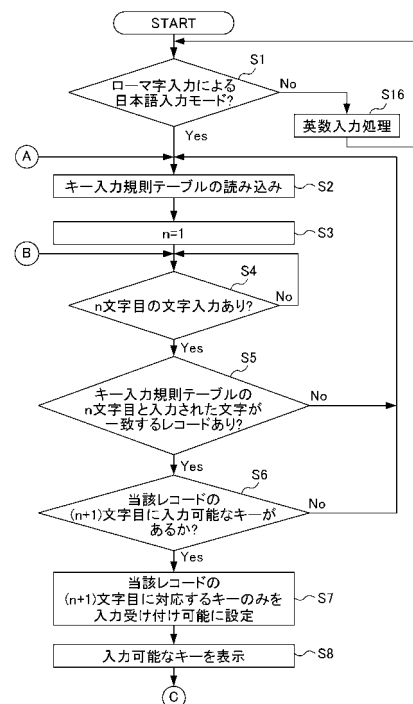 START
S1
ローマ字入力による
日本語入力モード?
No
S16
英数入力処理
Yes
A
キー入力規則テーブルの読み込み
S2
n=1
S3
B
S4
n文字目の文字入力あり?
No
Yes
S5
キー入力規則テーブルの
n文字目と入力された文字が
一致するレコードあり?
No
Yes
S6
当該レコードの
(n+1)文字目に入力可能なキーが
あるか?
No
Yes
当該レコードの
(n+1)文字目に対応するキーのみを
入力受け付け可能に設定
S7
入力可能なキーを表示
S8
C